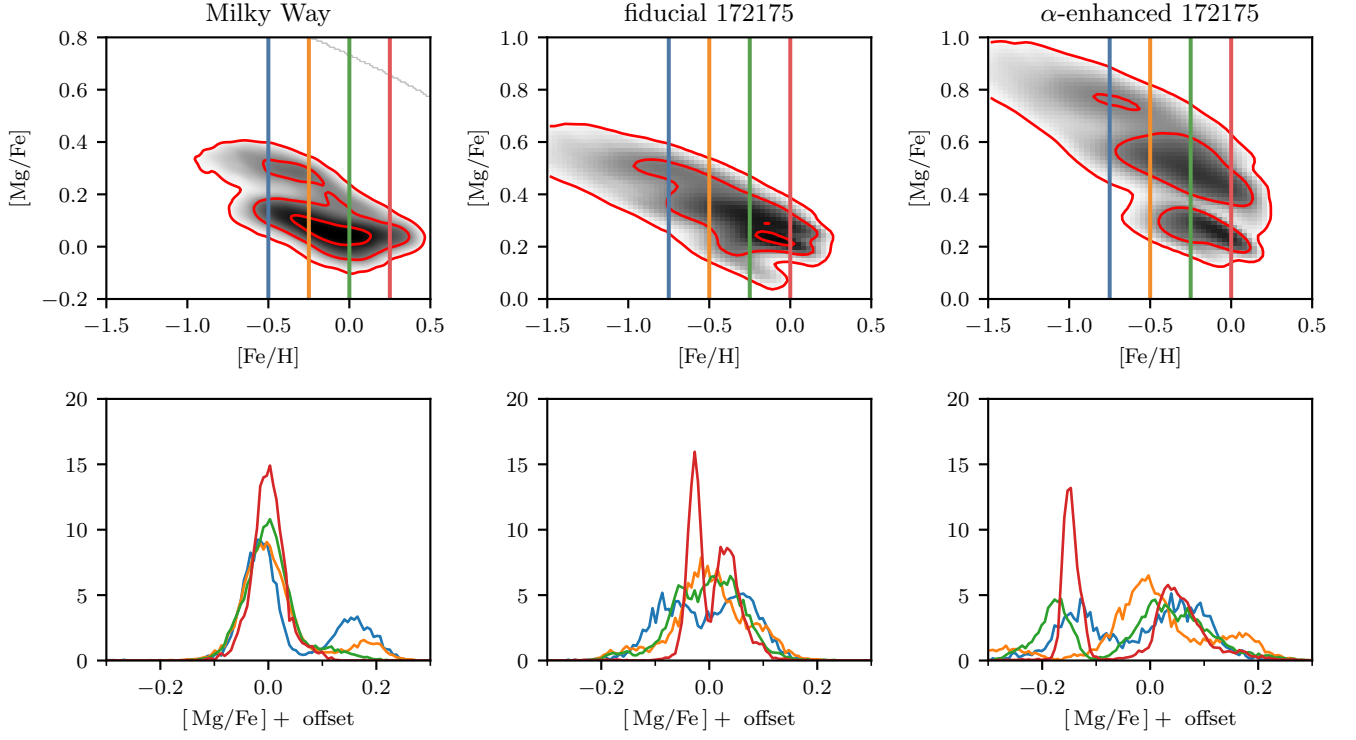 Milky Way fiducial 172175 α-enhanced 172175
0.8 1.0 1.0
0.6 0.8 0.8
0.4 0.6 0.6
0.2 0.4 0.4
0.0 0.2 0.2
−0.2 0.0 0.0
[Mg/Fe] [Mg/Fe] [Mg/Fe]
−1.5 −1.0 −0.5 0.0 0.5 −1.5 −1.0 −0.5 0.0 0.5 −1.5 −1.0 −0.5 0.0 0.5
[Fe/H] [Fe/H] [Fe/H]
20 20 20
15 15 15
10 10 10
5 5 5
0 0 0
−0.2 0.0 0.2 −0.2 0.0 0.2 −0.2 0.0 0.2
[Mg/Fe] + offset [Mg/Fe] + offset [Mg/Fe] + offset